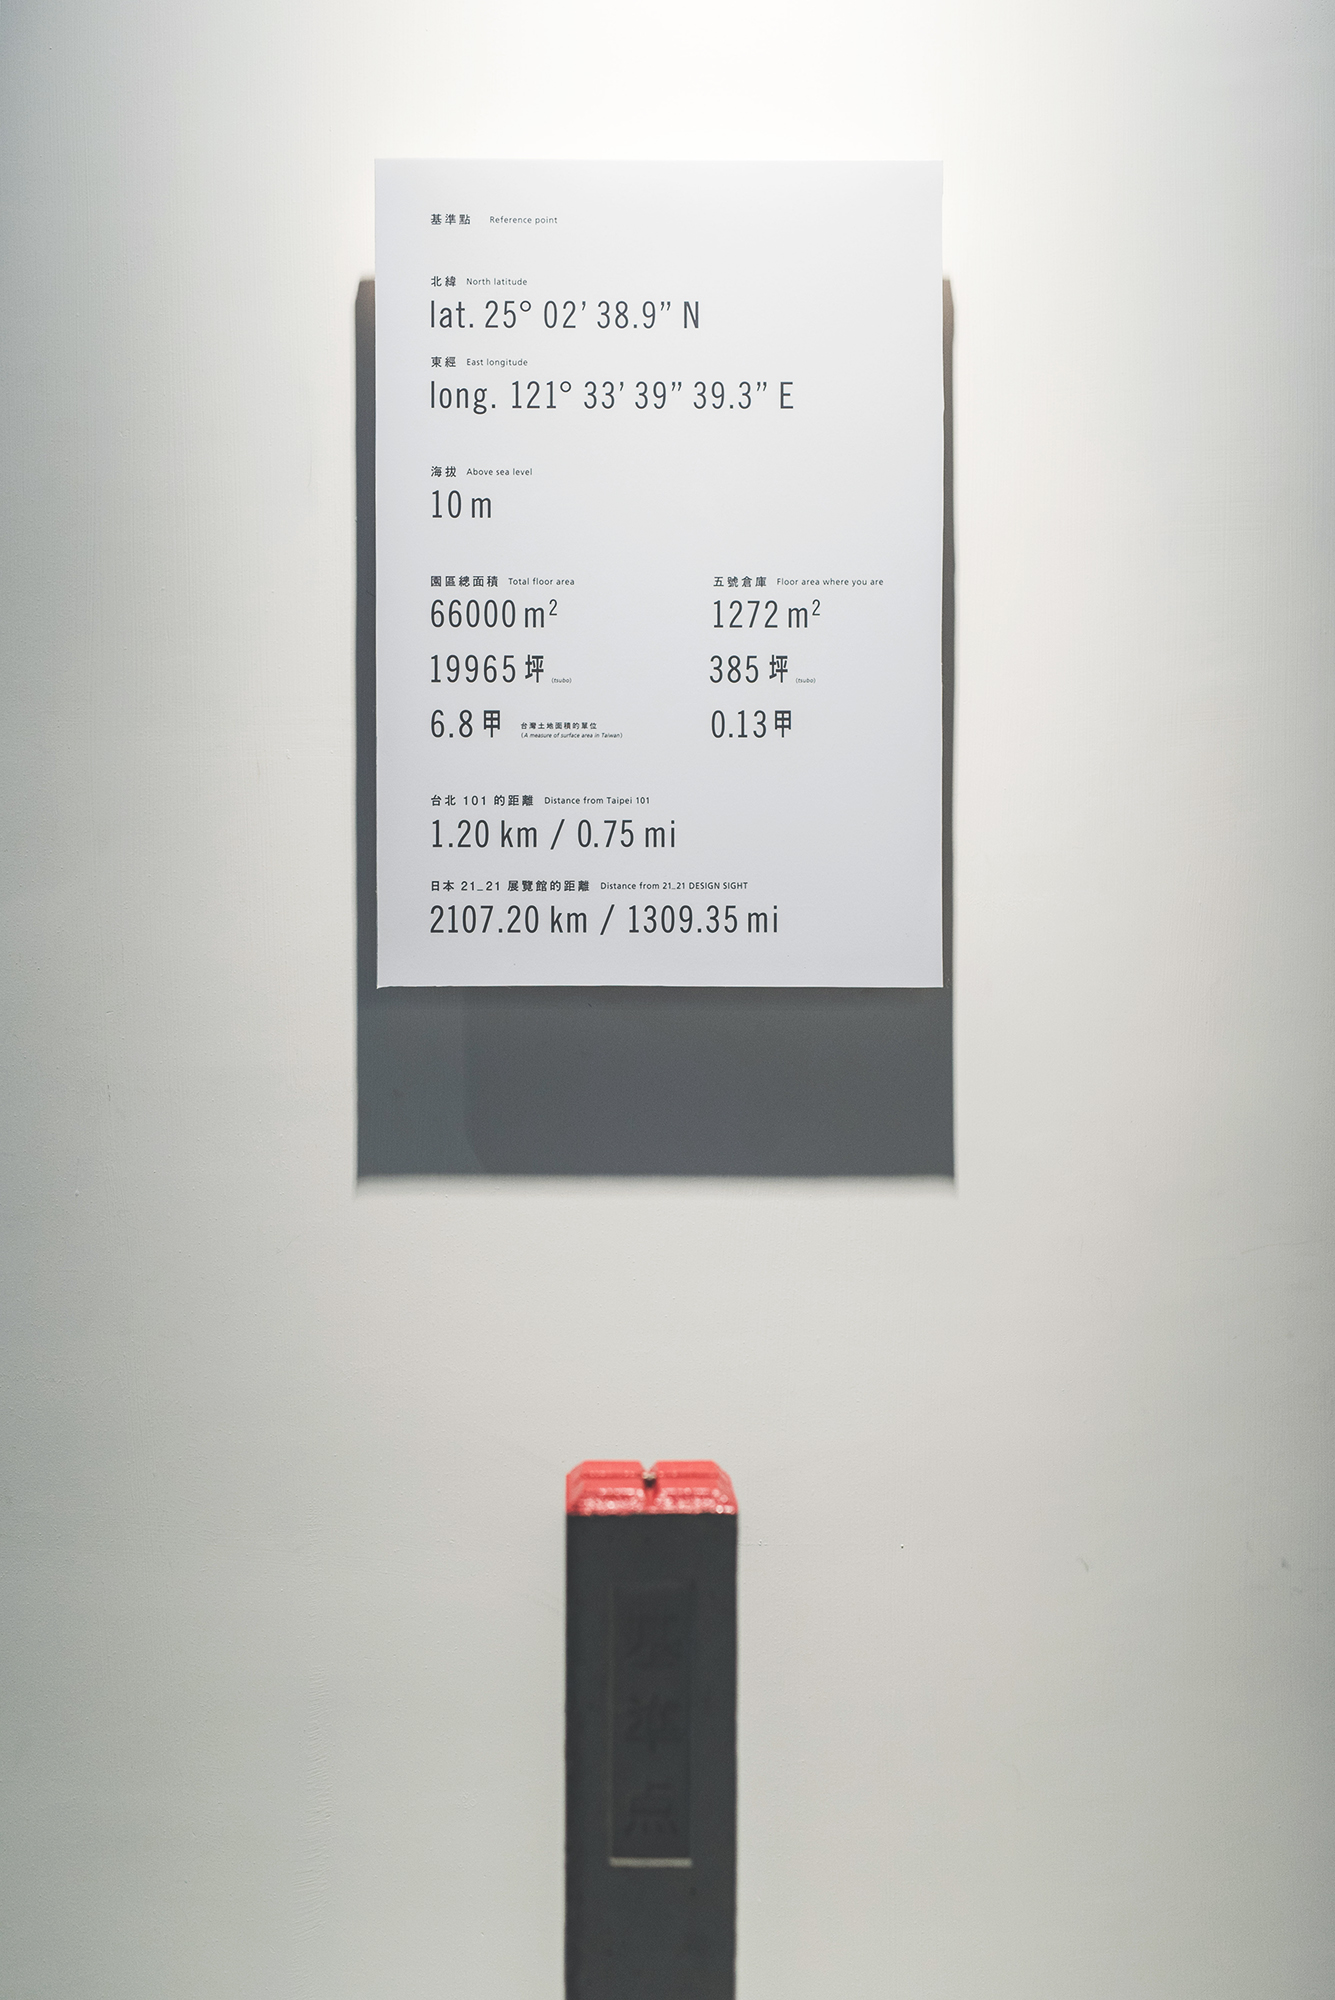 基準點 Reference point
北緯 North latitude
lat. 25° 02’ 38.9” N
東經 East longitude
long. 121° 33’ 39” 39.3” E
海拔 Above sea level
10 m
園區總面積 Total floor area
66000 m²
19965 坪 (tsubo)
6.8 甲 台灣土地面積的單位
(A measure of surface area in Taiwan)
五號倉庫 Floor area where you are
1272 m²
385 坪 (tsubo)
0.13 甲
台北 101 的距離 Distance from Taipei 101
1.20 km / 0.75 mi
日本 21_21 展覽館的距離 Distance from 21_21 DESIGN SIGHT
2107.20 km / 1309.35 mi